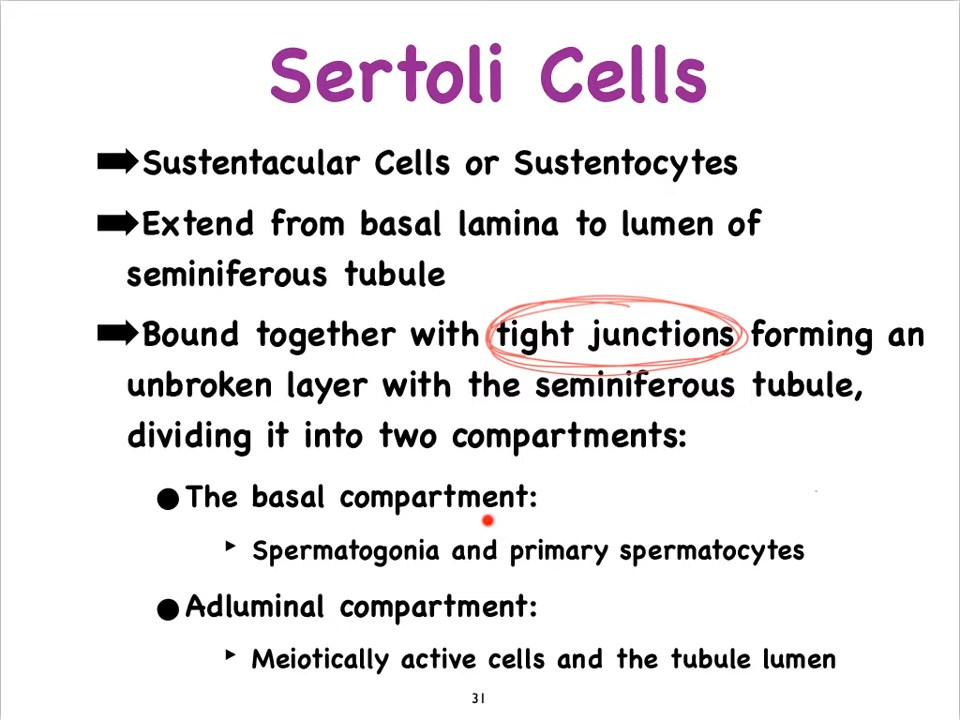 Sertoli Cells
Sustentacular Cells or Sustentocytes
Extend from basal lamina to lumen of
seminiferous tubule
Bound together with tight junctions forming an
unbroken layer with the seminiferous tubule,
dividing it into two compartments:
The basal compartment:
Spermatogonia and primary spermatocytes
Adluminal compartment:
Meiotically active cells and the tubule lumen
31